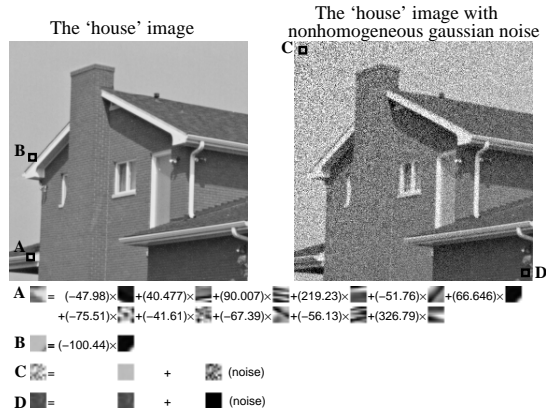 The ‘house’ image
The ‘house’ image with
nonhomogeneous gaussian noise
C
B
A
D
A = (−47.98)× +(40.477)× +(90.007)× +(219.23)× +(−51.76)× +(66.646)×
+(−75.51)× +(−41.61)× +(−67.39)× +(−56.13)× +(326.79)×
B = (−100.44)×
C = + (noise)
D = + (noise)